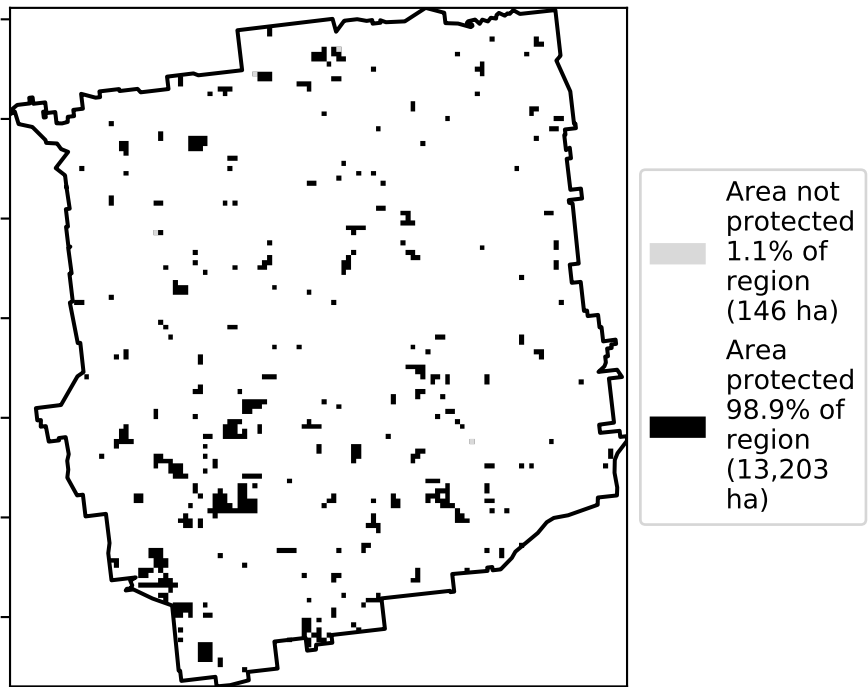 Area not
protected
1.1% of
region
(146 ha)
Area
protected
98.9% of
region
(13,203
ha)